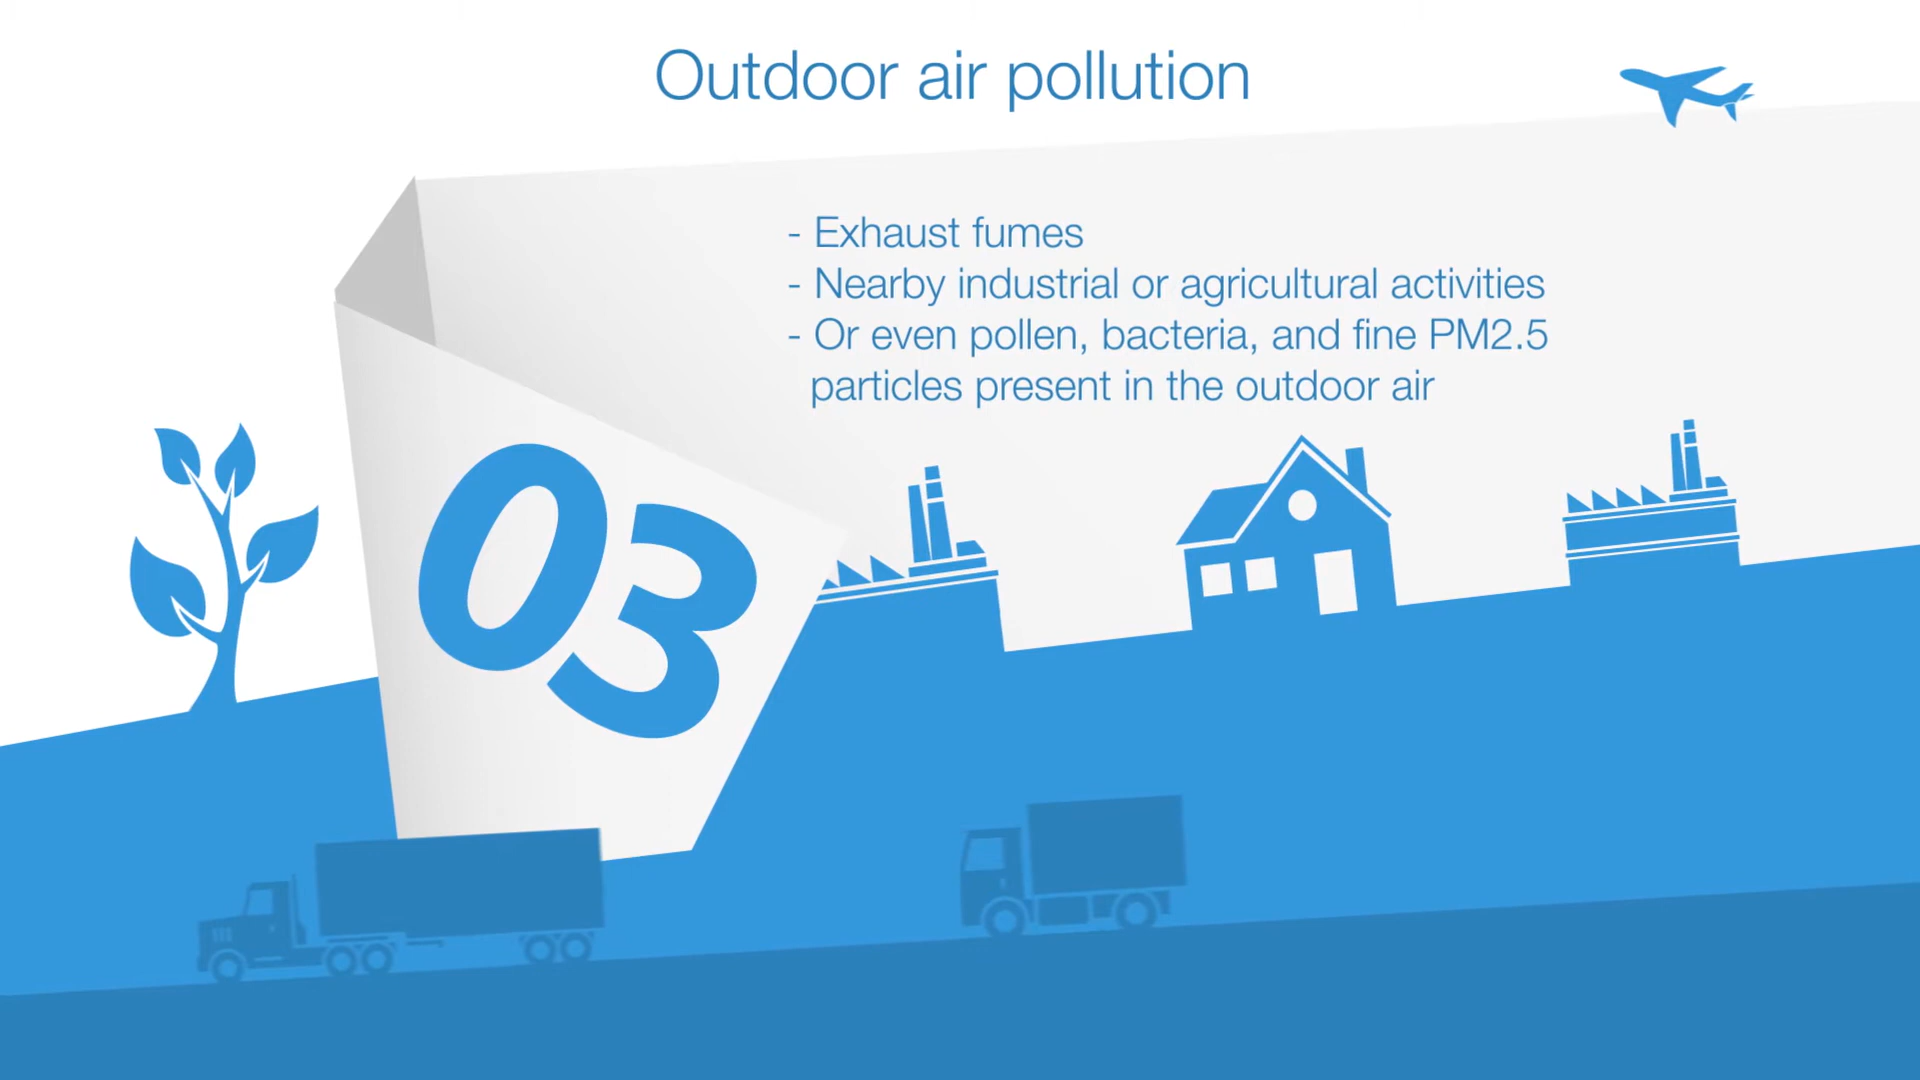 Outdoor air pollution
- Exhaust fumes
- Nearby industrial or agricultural activities
- Or even pollen, bacteria, and fine PM2.5
particles present in the outdoor air
03